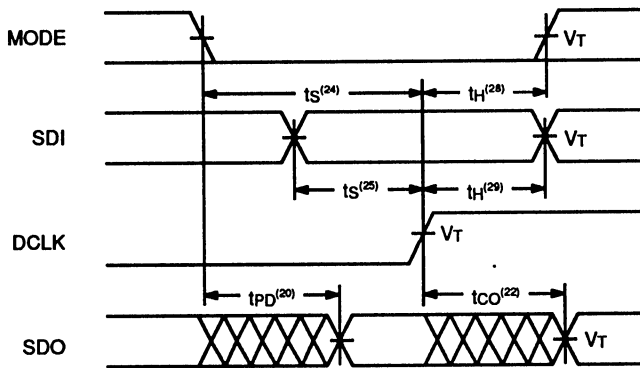 MODE
VT
tS(24)
tH(28)
SDI
VT
tS(25)
tH(29)
DCLK
VT
tPD(20)
tCO(22)
SDO
VT